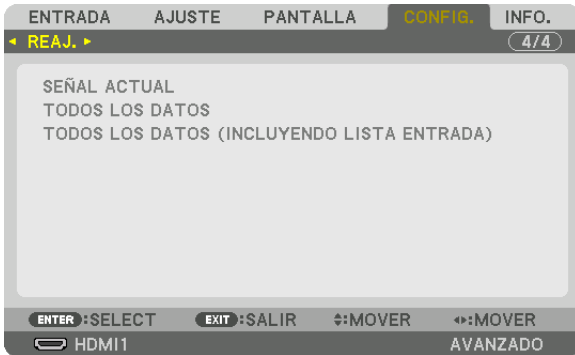 ENTRADA AJUSTE PANTALLA CONFIG. INFO.
REAJ. 4/4
SEÑAL ACTUAL
TODOS LOS DATOS
TODOS LOS DATOS (INCLUYENDO LISTA ENTRADA)
ENTER :SELECT EXIT :SALIR :MOVER :MOVER
HDMI1 AVANZADO